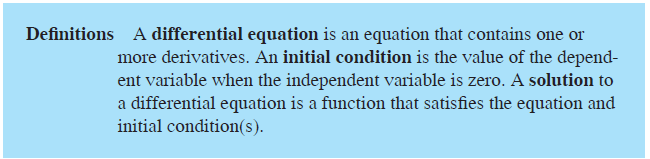 Definitions A differential equation is an equation that contains one or
more derivatives. An initial condition is the value of the depend-
ent variable when the independent variable is zero. A solution to
a differential equation is a function that satisfies the equation and
initial condition(s).